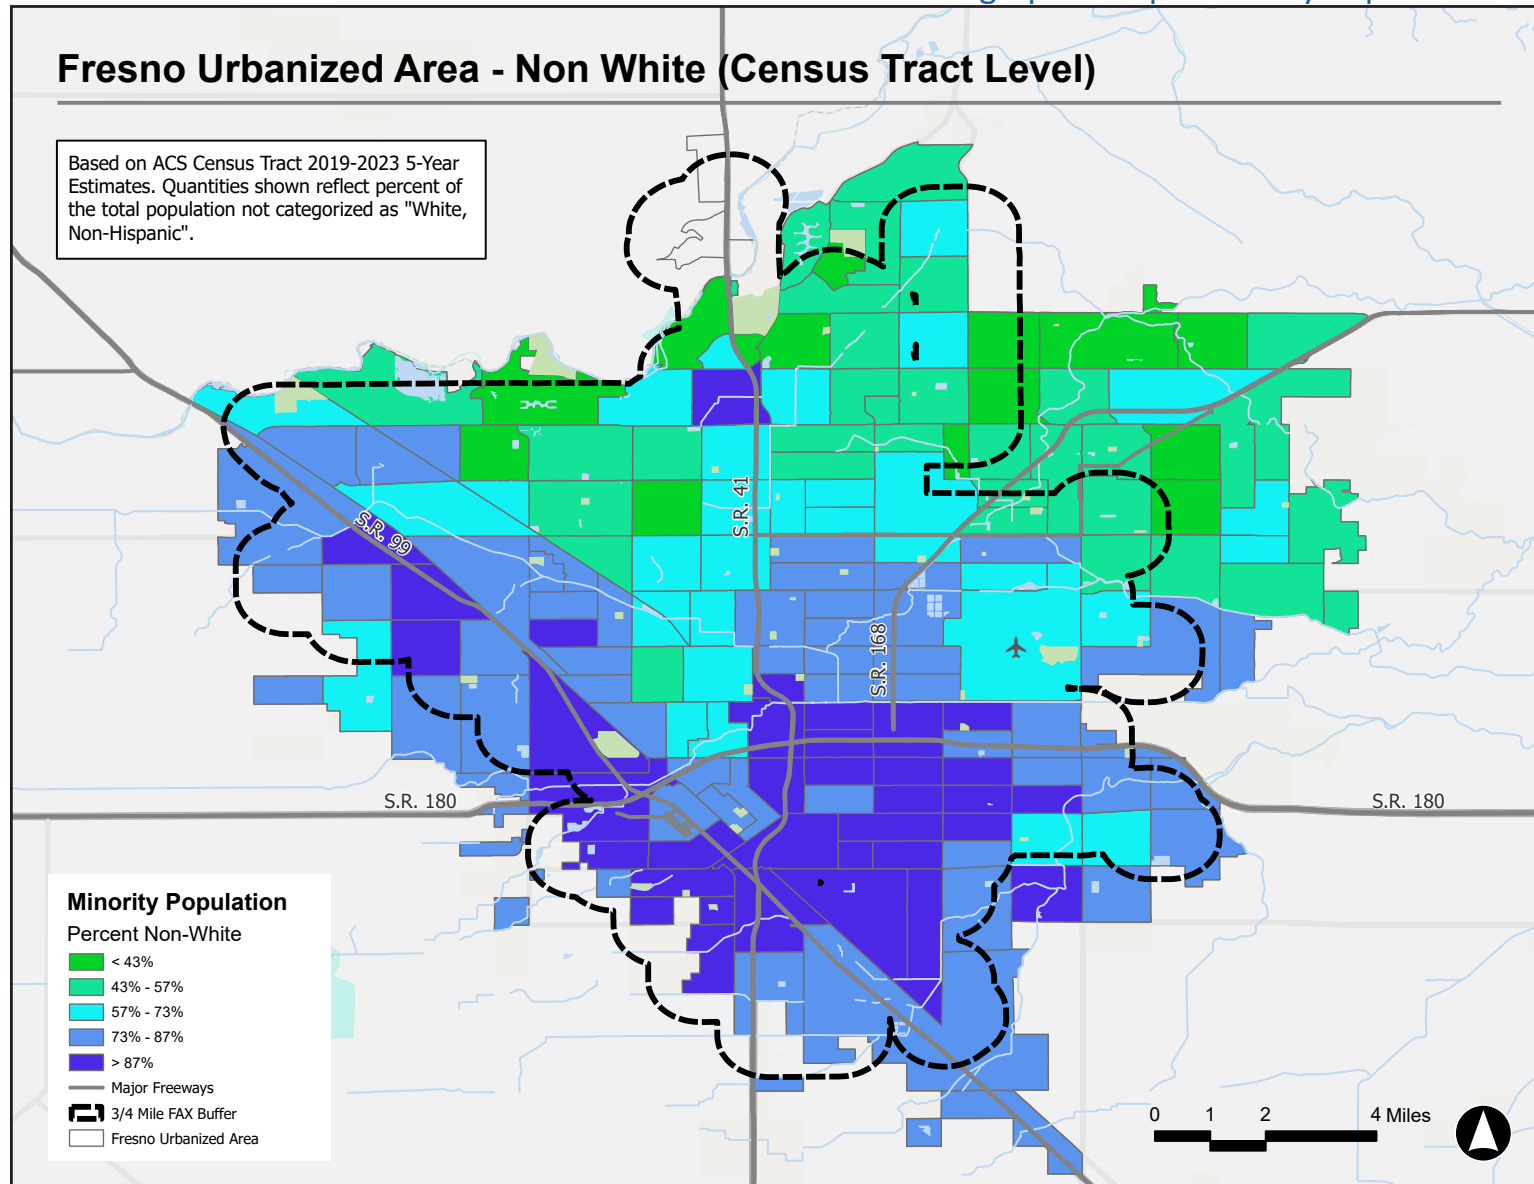 Fresno Urbanized Area - Non White (Census Tract Level)
Based on ACS Census Tract 2019-2023 5-Year
Estimates. Quantities shown reflect percent of
the total population not categorized as "White,
Non-Hispanic".
S.R. 41
S.R. 99
S.R. 168
S.R. 180
S.R. 180
Minority Population
Percent Non-White
< 43%
43% - 57%
57% - 73%
73% - 87%
> 87%
Major Freeways
3/4 Mile FAX Buffer
Fresno Urbanized Area
0 1 2 4 Miles